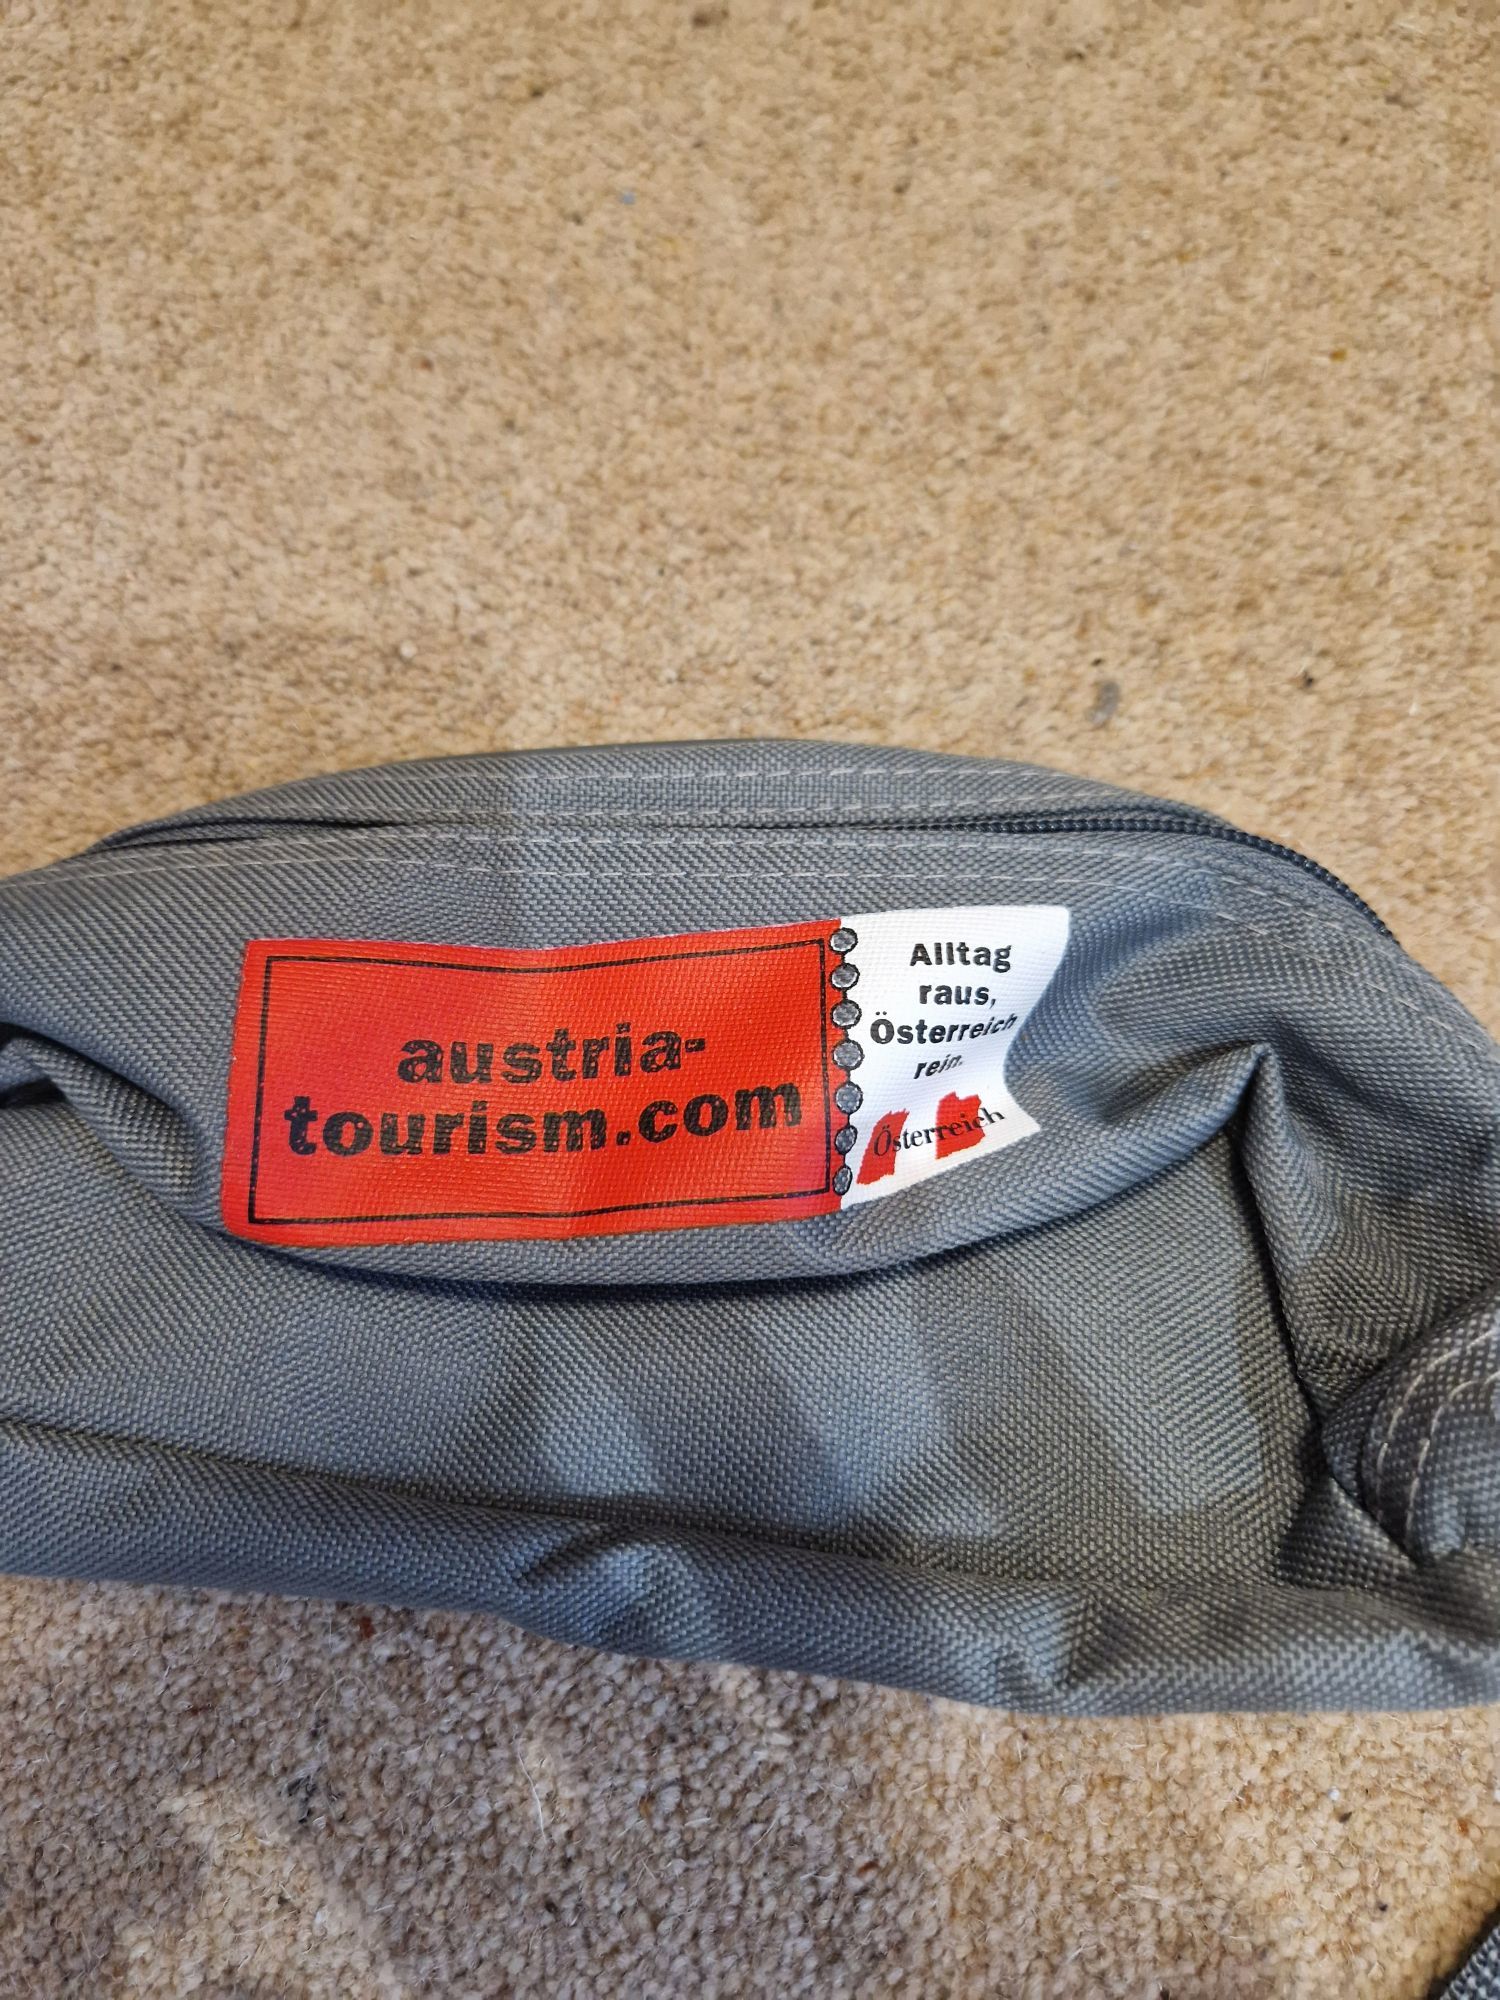 austria-
tourism.com
Alltag
raus,
Österreich
rein.
Österreich